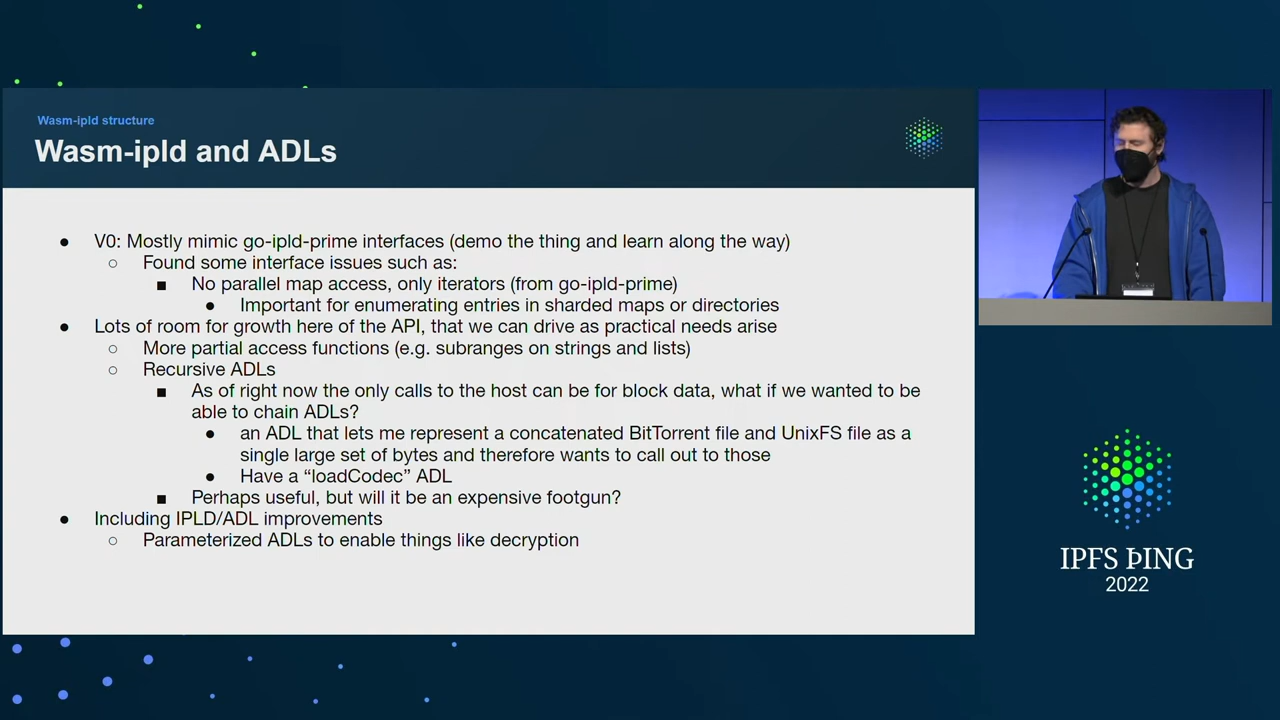 Wasm-ipld structure
Wasm-ipld and ADLs
● V0: Mostly mimic go-ipld-prime interfaces (demo the thing and learn along the way)
○ Found some interface issues such as:
■ No parallel map access, only iterators (from go-ipld-prime)
● Important for enumerating entries in sharded maps or directories
● Lots of room for growth here of the API, that we can drive as practical needs arise
○ More partial access functions (e.g. subranges on strings and lists)
○ Recursive ADLs
■ As of right now the only calls to the host can be for block data, what if we wanted to be
able to chain ADLs?
● an ADL that lets me represent a concatenated BitTorrent file and UnixFS file as a
single large set of bytes and therefore wants to call out to those
● Have a “loadCodec” ADL
■ Perhaps useful, but will it be an expensive footgun?
● Including IPLD/ADL improvements
○ Parameterized ADLs to enable things like decryption
IPFS ÞING
2022